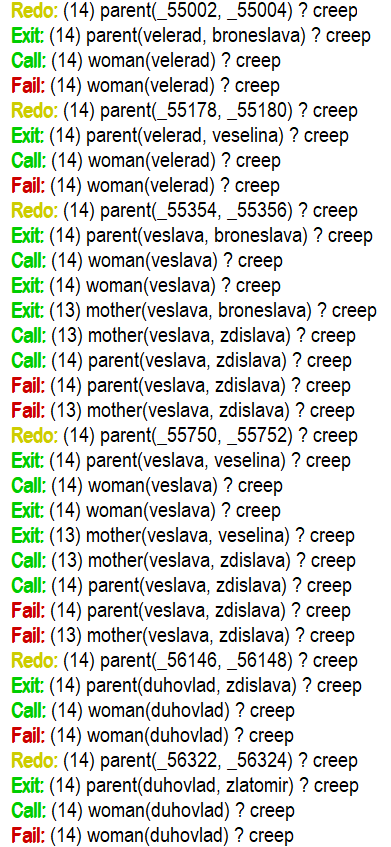 Redo: (14) parent(_55002, _55004) ? creep
Exit: (14) parent(velerad, broneslava) ? creep
Call: (14) woman(velerad) ? creep
Fail: (14) woman(velerad) ? creep
Redo: (14) parent(_55178, _55180) ? creep
Exit: (14) parent(velerad, veselina) ? creep
Call: (14) woman(velerad) ? creep
Fail: (14) woman(velerad) ? creep
Redo: (14) parent(_55354, _55356) ? creep
Exit: (14) parent(veslava, broneslava) ? creep
Call: (14) woman(veslava) ? creep
Exit: (14) woman(veslava) ? creep
Exit: (13) mother(veslava, broneslava) ? creep
Call: (13) mother(veslava, zdislava) ? creep
Call: (14) parent(veslava, zdislava) ? creep
Fail: (14) parent(veslava, zdislava) ? creep
Fail: (13) mother(veslava, zdislava) ? creep
Redo: (14) parent(_55750, _55752) ? creep
Exit: (14) parent(veslava, veselina) ? creep
Call: (14) woman(veslava) ? creep
Exit: (14) woman(veslava) ? creep
Exit: (13) mother(veslava, veselina) ? creep
Call: (13) mother(veslava, zdislava) ? creep
Call: (14) parent(veslava, zdislava) ? creep
Fail: (14) parent(veslava, zdislava) ? creep
Fail: (13) mother(veslava, zdislava) ? creep
Redo: (14) parent(_56146, _56148) ? creep
Exit: (14) parent(duhovlad, zdislava) ? creep
Call: (14) woman(duhovlad) ? creep
Fail: (14) woman(duhovlad) ? creep
Redo: (14) parent(_56322, _56324) ? creep
Exit: (14) parent(duhovlad, zlatomir) ? creep
Call: (14) woman(duhovlad) ? creep
Fail: (14) woman(duhovlad) ? creep